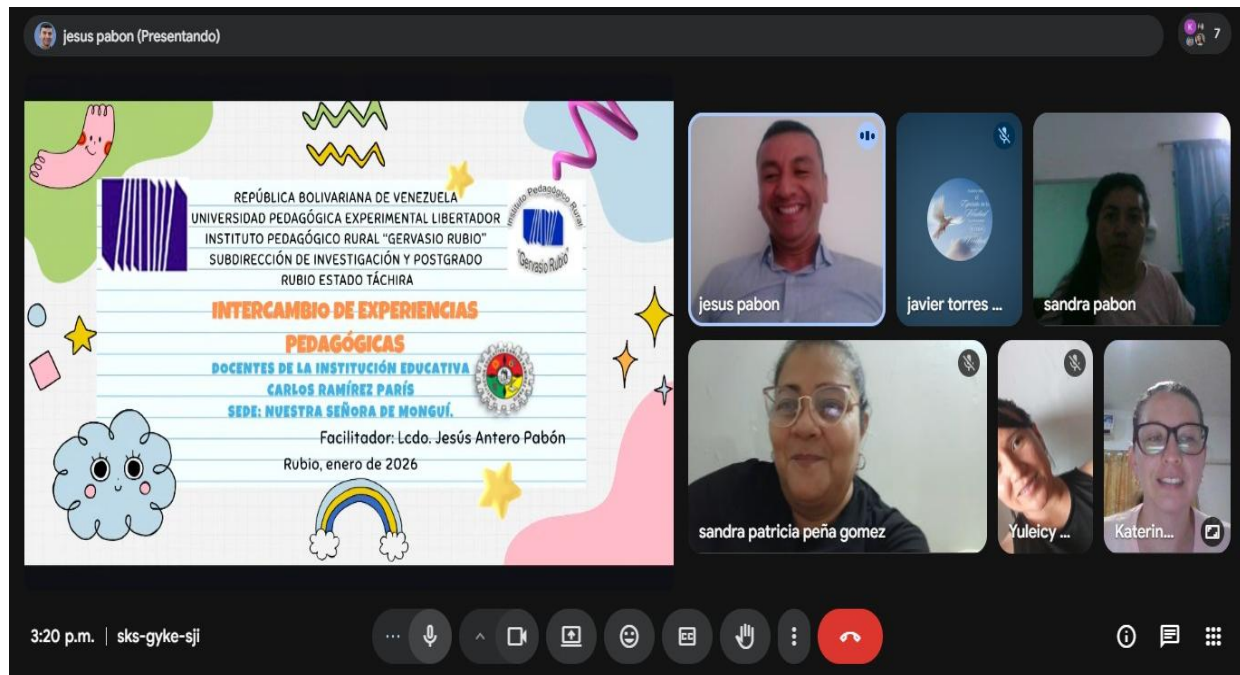 jesus pabon (Presentando)
7
REPÚBLICA BOLIVARIANA DE VENEZUELA
UNIVERSIDAD PEDAGÓGICA EXPERIMENTAL LIBERTADOR
INSTITUTO PEDAGÓGICO RURAL “GERVASIO RUBIO”
SUBDIRECCIÓN DE INVESTIGACIÓN Y POSTGRADO
RUBIO ESTADO TÁCHIRA
Instituto Pedagógico Rural
"Gervasio Rubio"
INTERCAMBIO DE EXPERIENCIAS
PEDAGÓGICAS
DOCENTES DE LA INSTITUCIÓN EDUCATIVA
CARLOS RAMÍREZ PARÍS
SEDE: NUESTRA SEÑORA DE MONGUÍ.
Facilitador: Lcdo. Jesús Antero Pabón
Rubio, enero de 2026
jesus pabon
javier torres ...
sandra pabon
sandra patricia peña gomez
Yuleicy ...
Katerin...
3:20 p.m. | sks-gyke-sji
CC